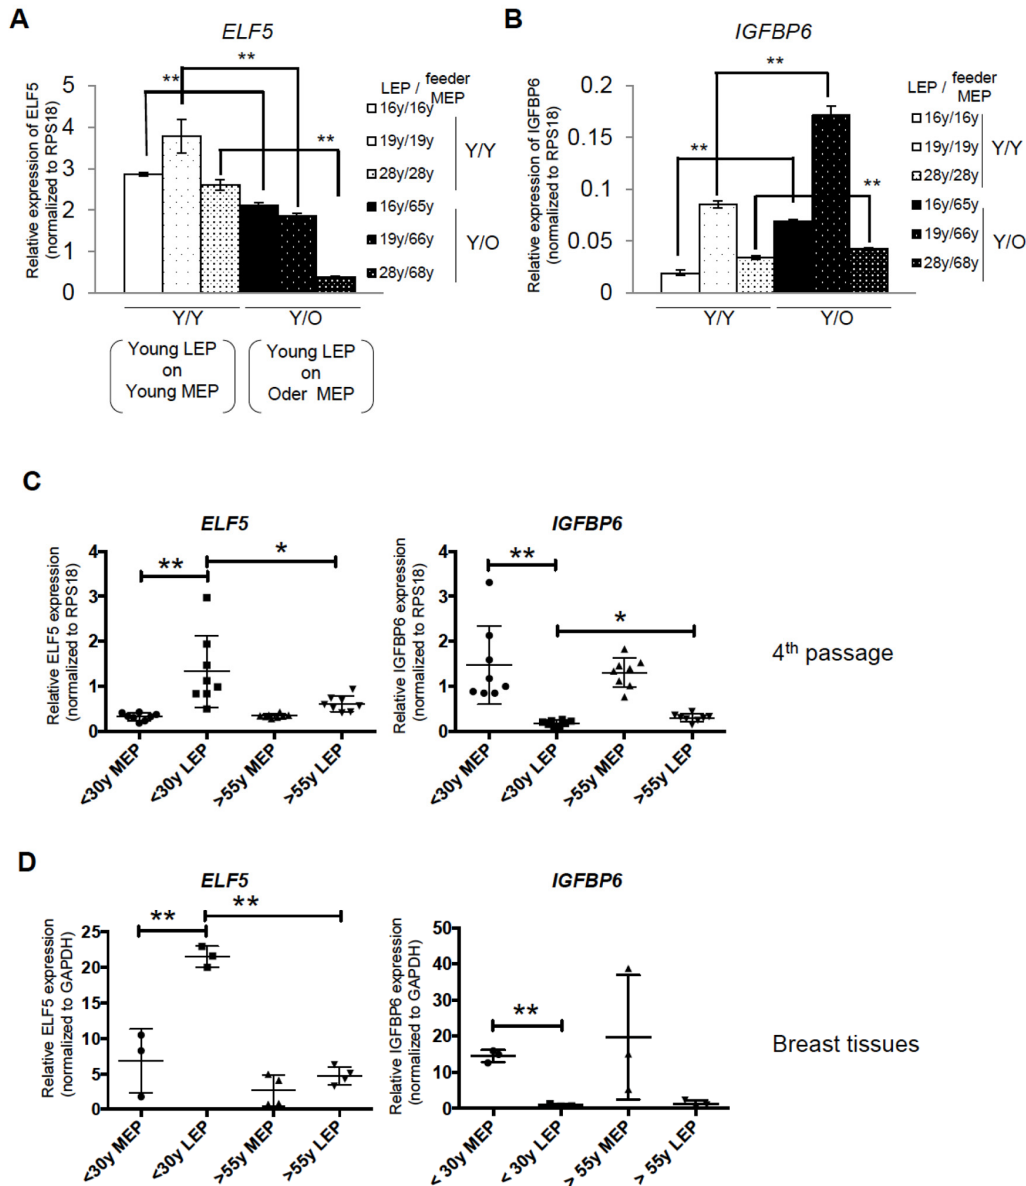 A
ELF5
Relative expression of ELF5
(normalized to RPS18)
5
4
3
2
1
0
**
**
**
LEP / feeder
MEP
16y/16y
19y/19y
28y/28y
Y/Y
16y/65y
19y/66y
28y/68y
Y/O
Y/Y
Y/O
Young LEP
on
Young MEP
Young LEP
on
Oder MEP
B
IGFBP6
Relative expression of IGFBP6
(normalized to RPS18)
0.2
0.15
0.1
0.05
0
**
**
**
LEP / feeder
MEP
16y/16y
19y/19y
28y/28y
Y/Y
16y/65y
19y/66y
28y/68y
Y/O
Y/Y
Y/O
C
ELF5
Relative ELF5 expression
(normalized to RPS18)
4
3
2
1
0
**
*
<30y MEP
<30y LEP
>55y MEP
>55y LEP
IGFBP6
Relative IGFBP6 expression
(normalized to RPS18)
4
3
2
1
0
**
*
<30y MEP
<30y LEP
>55y MEP
>55y LEP
4th passage
D
ELF5
Relative ELF5 expression
(normalized to GAPDH)
25
20
15
10
5
0
**
**
<30y MEP
<30y LEP
>55y MEP
>55y LEP
IGFBP6
Relative IGFBP6 expression
(normalized to GAPDH)
50
40
30
20
10
0
**
< 30y MEP
< 30y LEP
> 55y MEP
> 55y LEP
Breast tissues